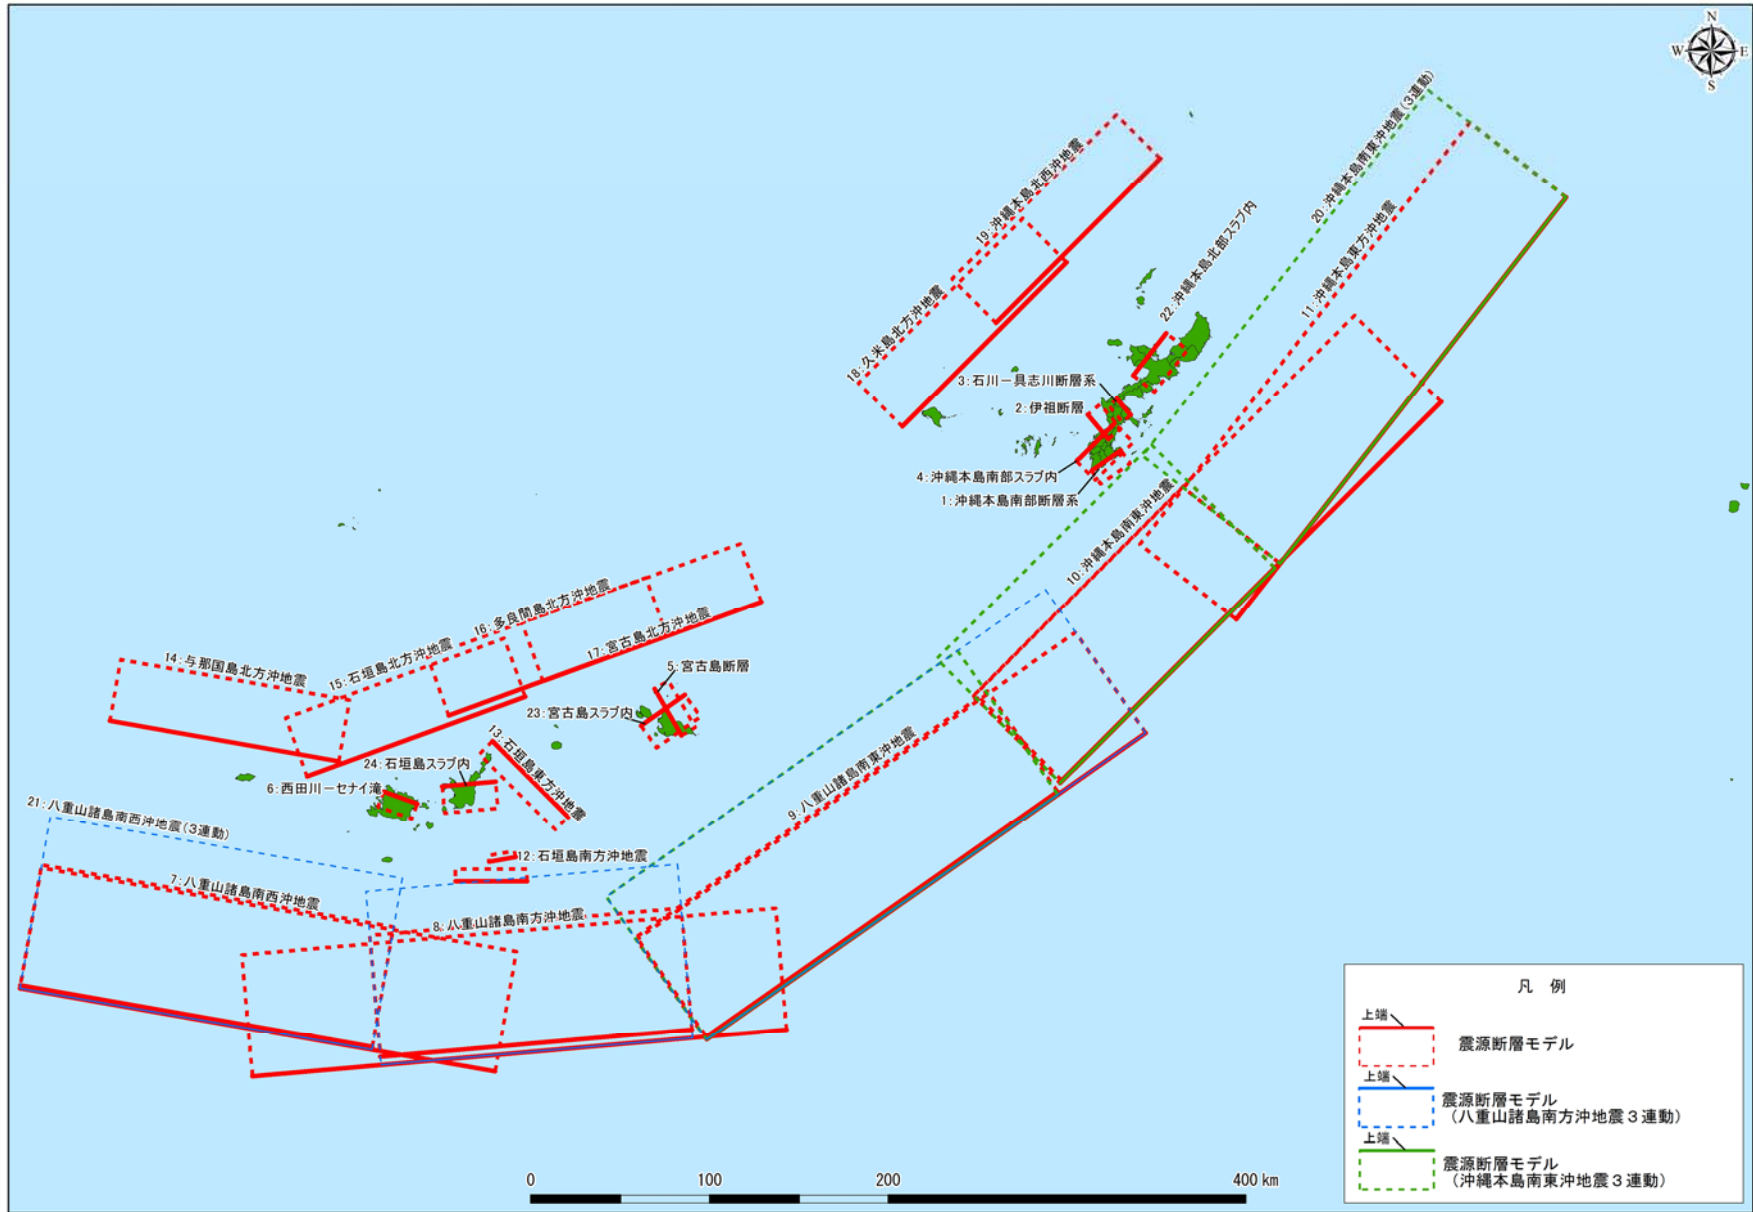 N
W E
S
20:沖縄本島南東沖地震(3連動)
19:沖縄本島北西沖地震
11:沖縄本島東方沖地震
22:沖縄本島北部スラブ内
18:久米島北方沖地震
3:石川－具志川断層系
2:伊祖断層
4:沖縄本島南部スラブ内
1:沖縄本島南部断層系
10:沖縄本島南東沖地震
16:多良間島北方沖地震
17:宮古島北方沖地震
15:石垣島北方沖地震
14:与那国島北方沖地震
5:宮古島断層
23:宮古島スラブ内
13:石垣島東方沖地震
24:石垣島スラブ内
6:西田川－セナイ滝
9:八重山諸島南東沖地震
21:八重山諸島南西沖地震(3連動)
12:石垣島南方沖地震
7:八重山諸島南西沖地震
8:八重山諸島南方沖地震
凡 例
上端
震源断層モデル
上端
震源断層モデル
（八重山諸島南方沖地震３連動）
上端
震源断層モデル
（沖縄本島南東沖地震３連動）
0 100 200 400 km